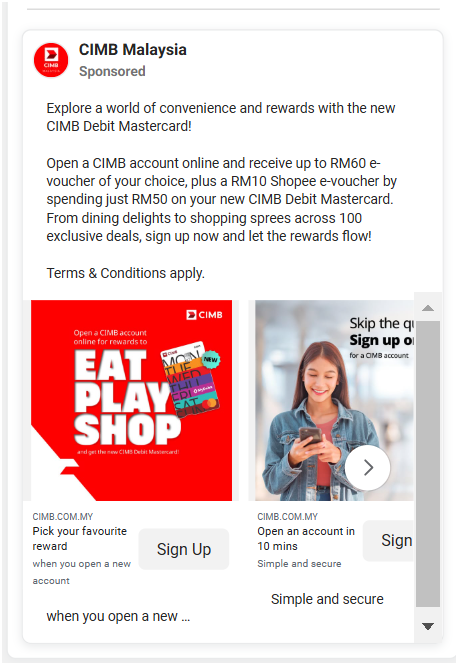 CIMB Malaysia
Sponsored
Explore a world of convenience and rewards with the new
CIMB Debit Mastercard!
Open a CIMB account online and receive up to RM60 e-
voucher of your choice, plus a RM10 Shopee e-voucher by
spending just RM50 on your new CIMB Debit Mastercard.
From dining delights to shopping sprees across 100
exclusive deals, sign up now and let the rewards flow!
Terms & Conditions apply.
CIMB
Open a CIMB account
online for rewards to
EAT
PLAY
SHOP
and get the new CIMB Debit Mastercard!
NEW
MON
TUE
WED
THU
FRI
SAT
CIMB.COM.MY
Pick your favourite
reward
when you open a new
account
Sign Up
when you open a new ...
Skip the qu
Sign up o
for a CIMB account
CIMB.COM.MY
Open an account in
10 mins
Simple and secure
Sign
Simple and secure